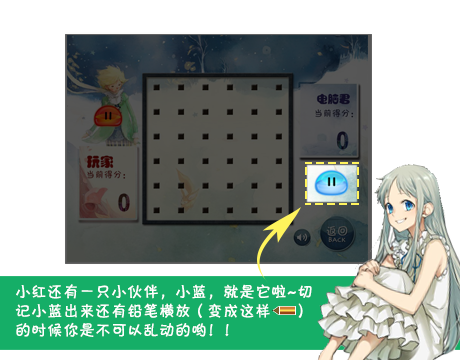 电脑君
当前得分:
0
玩家
当前得分:
0
GO
BACK
小红还有一只小伙伴，小蓝，就是它啦~切
记小蓝出来还有铅笔横放（变成这样）
的时候你是不可以乱动的哟！！